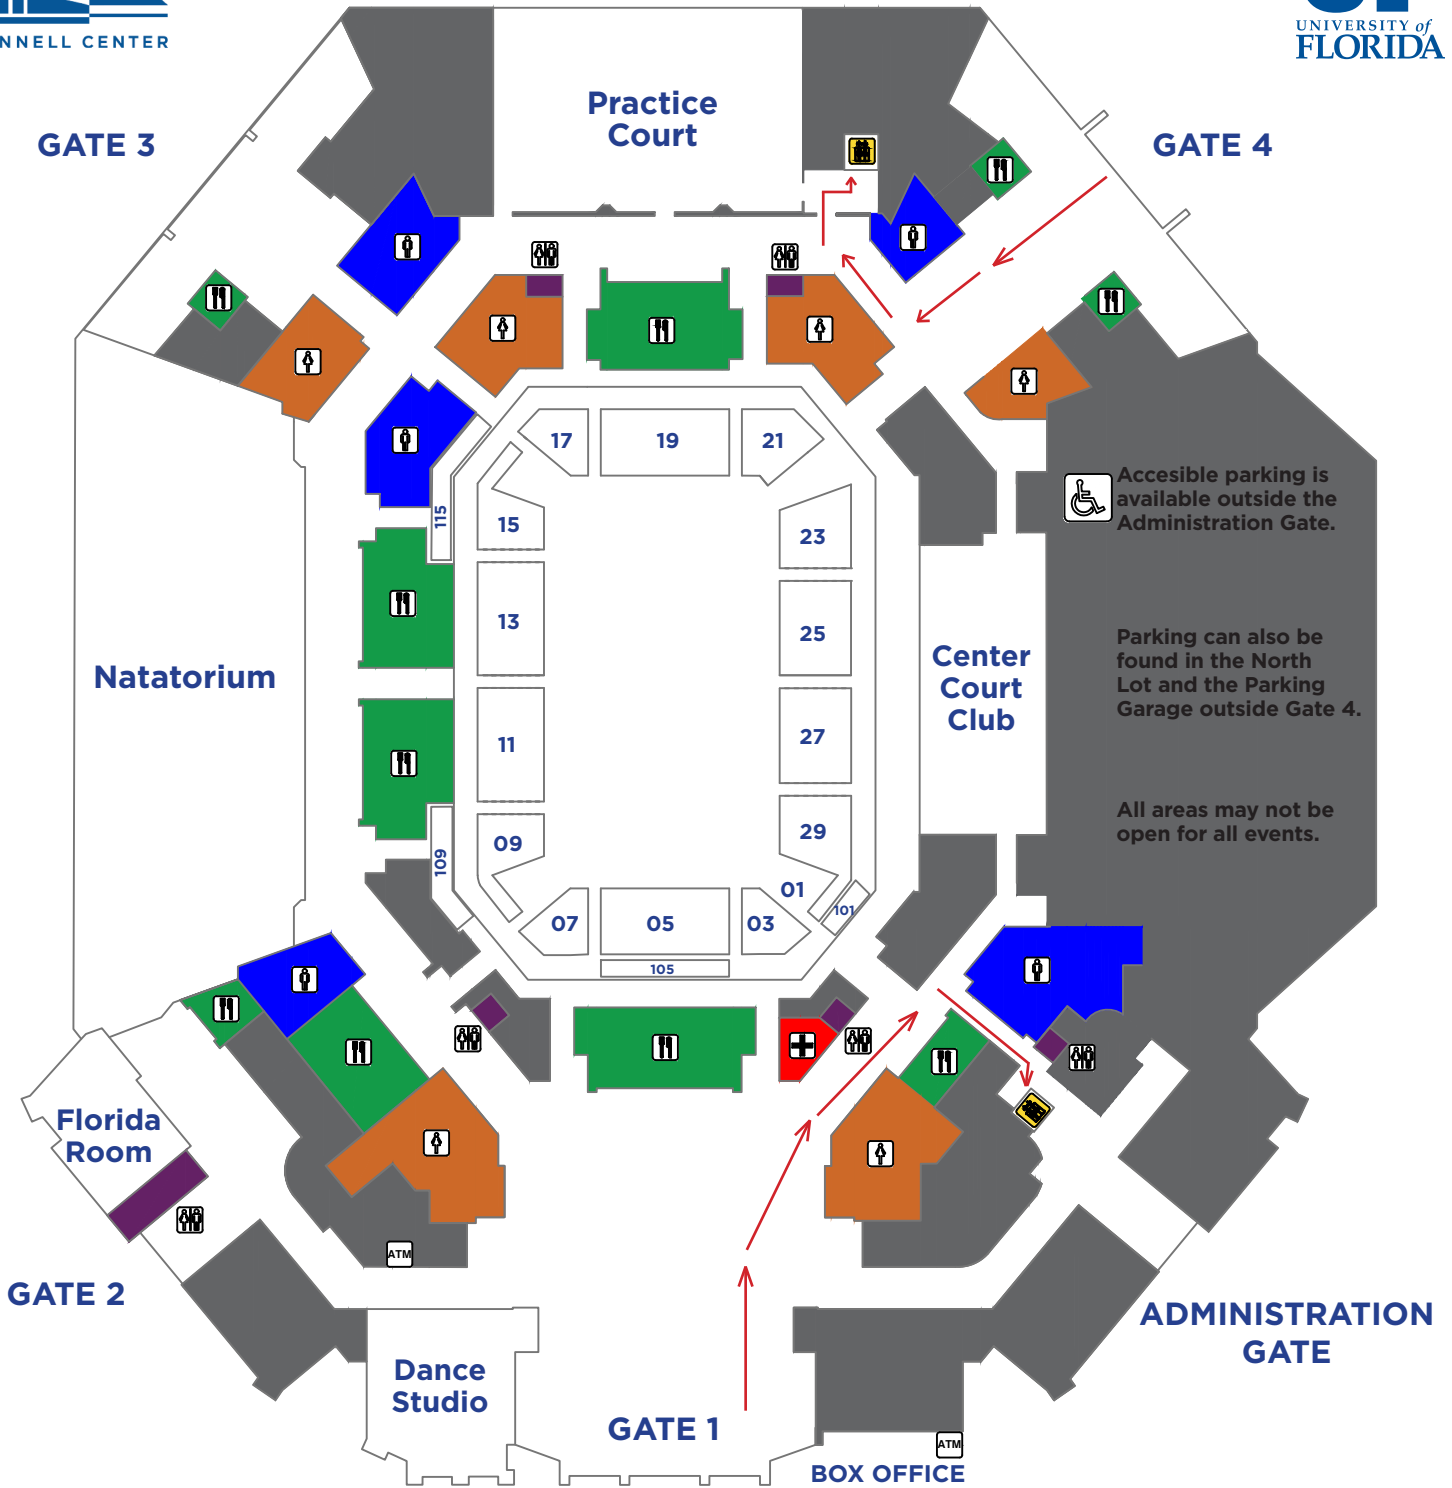 NNELL CENTER
UNIVERSITY of
FLORIDA
Practice
Court
GATE 3
GATE 4
17
19
21
15
115
23
Accesible parking is
available outside the
Administration Gate.
13
25
Parking can also be
found in the North
Lot and the Parking
Garage outside Gate 4.
Natatorium
Center
Court
Club
11
27
All areas may not be
open for all events.
09
29
109
01
101
07
05
03
105
Florida
Room
ATM
GATE 2
ADMINISTRATION
GATE
Dance
Studio
GATE 1
ATM
BOX OFFICE